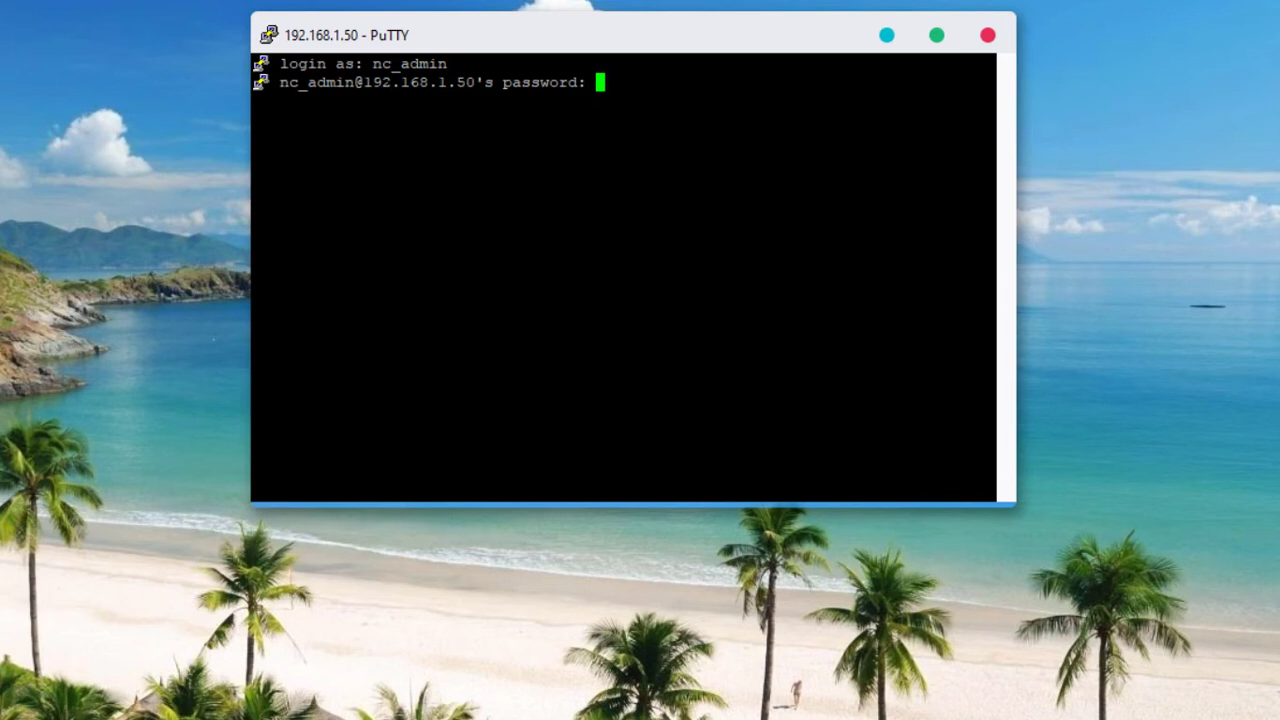 192.168.1.50 - PuTTY
login as: nc_admin
nc_admin@192.168.1.50's password: